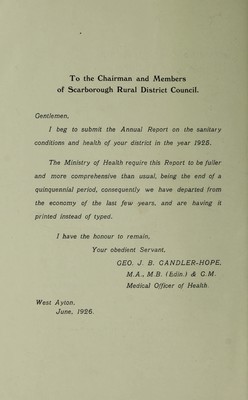 To the Chairman and Members
of Scarborough Rural District Council.
Gentlemen,
I beg to submit the Annual Report on the sanitary
conditions and health of your district in the year 1925.
The Ministry of Health require this Report to be fuller
and more comprehensive than usual, being the end of a
quinquennial period, consequently we have departed from
the economy of the last few years, and are having it
printed instead of typed.
I have the honour to remain,
Your obedient Servant,
GEO. J. B. CANDLER-HOPE,
M.A., M.B. (Edin.) & C.M.
Medical Officer of Health.
West Ayton,
June, 1926.